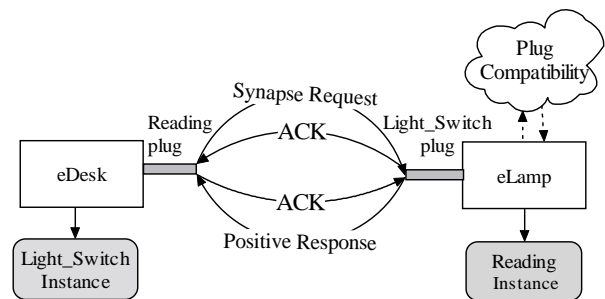 Plug
Compatibility
Synapse Request
Reading
plug
ACK
Light_Switch
plug
eDesk
eLamp
ACK
Positive Response
Light_Switch
Instance
Reading
Instance